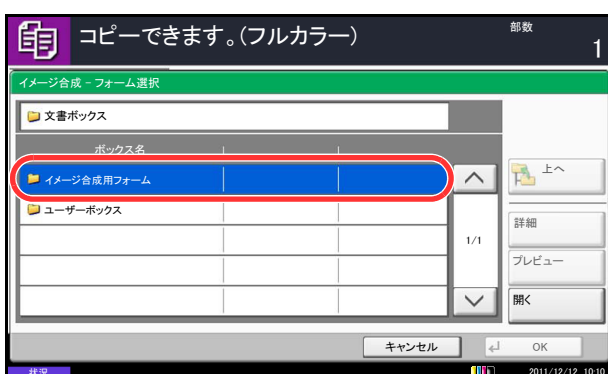 コピーできます。(フルカラー)
部数
1
イメージ合成 - フォーム選択
文書ボックス
ボックス名
イメージ合成用フォーム
上へ
ユーザーボックス
詳細
1/1
プレビュー
開く
キャンセル
OK
状況
2011/12/12 10:10